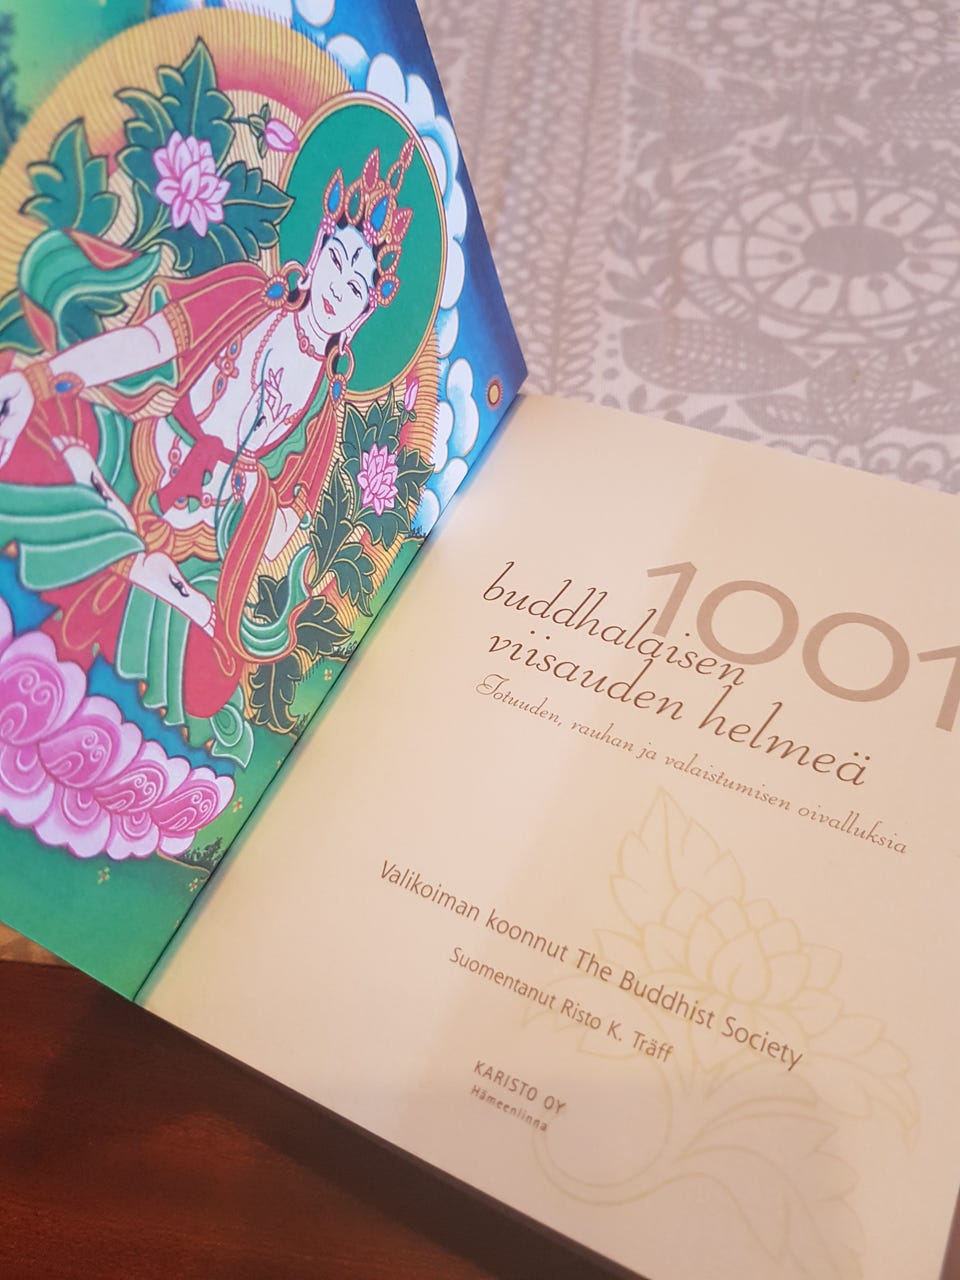 1001
buddhalaisen
viisauden helmeä
Totuuden, rauhan ja valaistumisen oivalluksia
Valikoiman koonnut The Buddhist Society
Suomentanut Risto K. Träff
KARISTO OY
Hämeenlinna